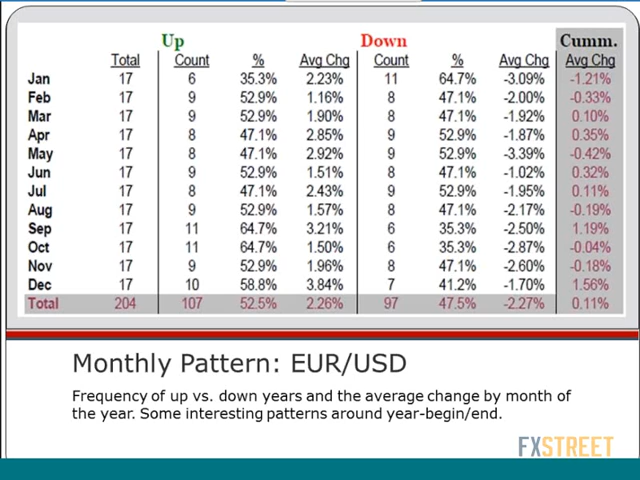 Up Down Cumm.
Total Count % Avg Chg Count % Avg Chg Avg Chg
Jan 17 6 35.3% 2.23% 11 64.7% -3.09% -1.21%
Feb 17 9 52.9% 1.16% 8 47.1% -2.00% -0.33%
Mar 17 9 52.9% 1.90% 8 47.1% -1.92% 0.10%
Apr 17 8 47.1% 2.85% 9 52.9% -1.87% 0.35%
May 17 8 47.1% 2.92% 9 52.9% -3.39% -0.42%
Jun 17 9 52.9% 1.51% 8 47.1% -1.02% 0.32%
Jul 17 8 47.1% 2.43% 9 52.9% -1.95% 0.11%
Aug 17 9 52.9% 1.57% 8 47.1% -2.17% -0.19%
Sep 17 11 64.7% 3.21% 6 35.3% -2.50% 1.19%
Oct 17 11 64.7% 1.50% 6 35.3% -2.87% -0.04%
Nov 17 9 52.9% 1.96% 8 47.1% -2.60% -0.18%
Dec 17 10 58.8% 3.84% 7 41.2% -1.70% 1.56%
Total 204 107 52.5% 2.26% 97 47.5% -2.27% 0.11%
Monthly Pattern: EUR/USD
Frequency of up vs. down years and the average change by month of
the year. Some interesting patterns around year-begin/end.
FXSTREET